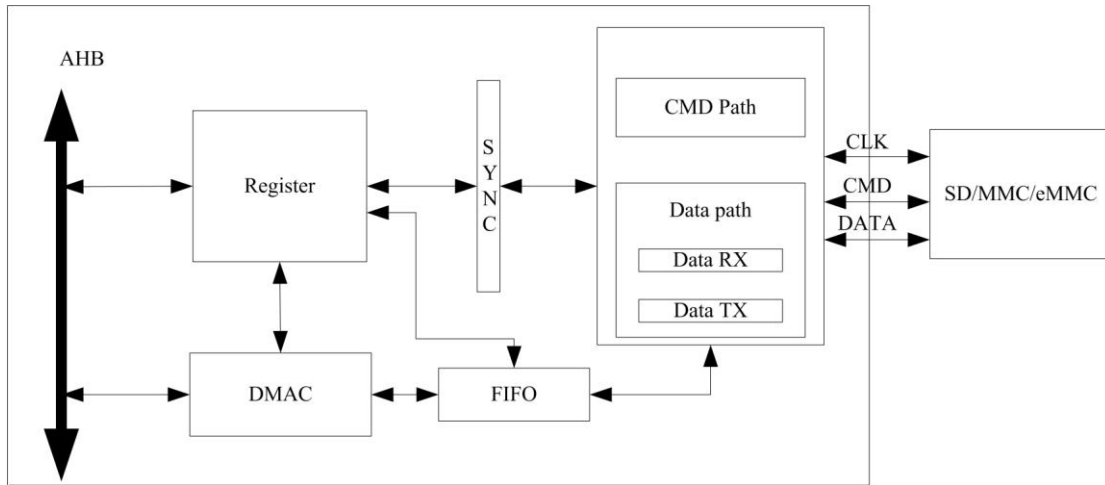 AHB
Register
S
Y
N
C
CMD Path
Data path
Data RX
Data TX
CLK
CMD
DATA
SD/MMC/eMMC
DMAC
FIFO